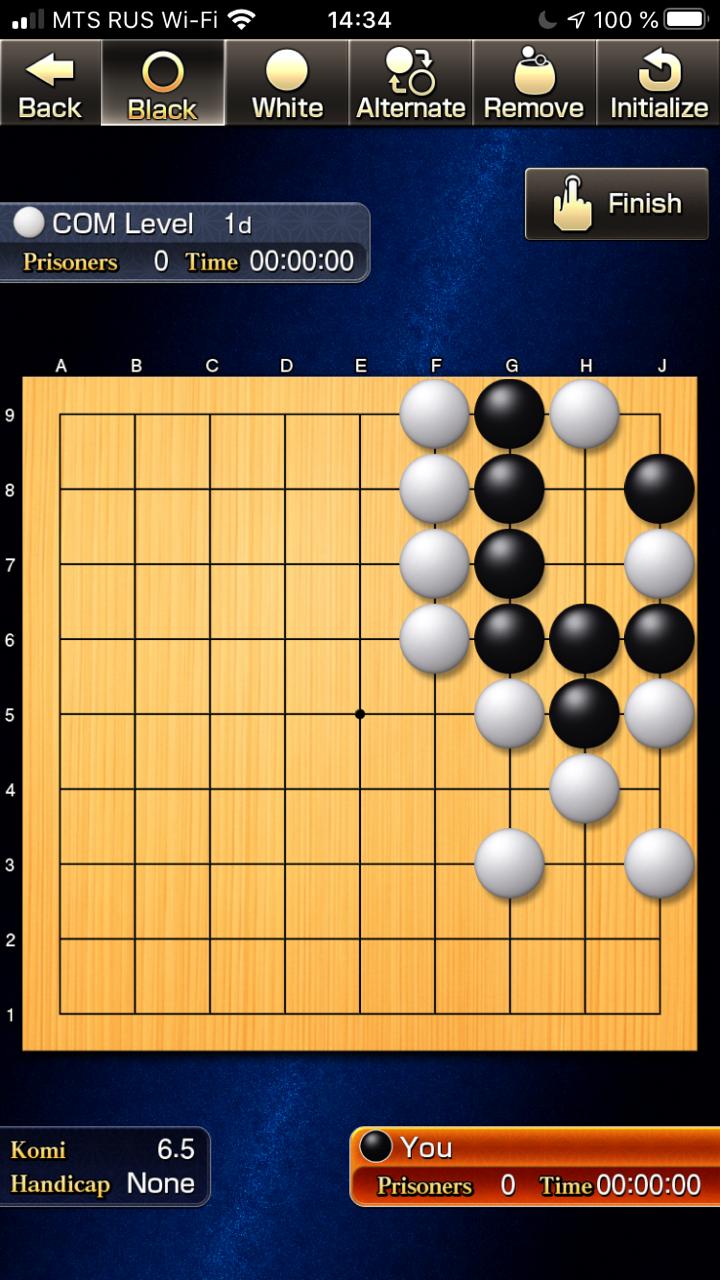 MTS RUS Wi-Fi 14:34 100 %
Back Black White Alternate Remove Initialize
Finish
COM Level 1d
Prisoners 0 Time 00:00:00
A B C D E F G H J
9
8
7
6
5
4
3
2
1
Komi 6.5
Handicap None
You
Prisoners 0 Time 00:00:00